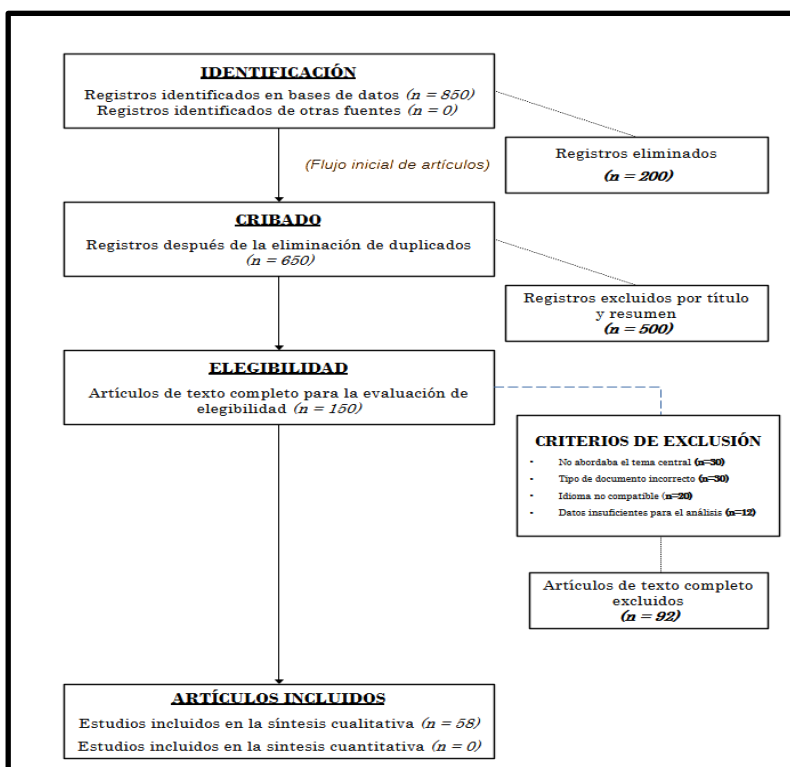 IDENTIFICACIÓN
Registros identificados en bases de datos (n = 850)
Registros identificados de otras fuentes (n = 0)
Registros eliminados
(n = 200)
(Flujo inicial de artículos)
CRIBADO
Registros después de la eliminación de duplicados
(n = 650)
Registros excluidos por título
y resumen
(n = 500)
ELEGIBILIDAD
Artículos de texto completo para la evaluación de
elegibilidad (n = 150)
CRITERIOS DE EXCLUSIÓN
• No abordaba el tema central (n=30)
• Tipo de documento incorrecto (n=30)
• Idioma no compatible (n=20)
• Datos insuficientes para el análisis (n=12)
Artículos de texto completo
excluidos
(n = 92)
ARTÍCULOS INCLUIDOS
Estudios incluidos en la síntesis cualitativa (n = 58)
Estudios incluidos en la sintesis cuantitativa (n = 0)